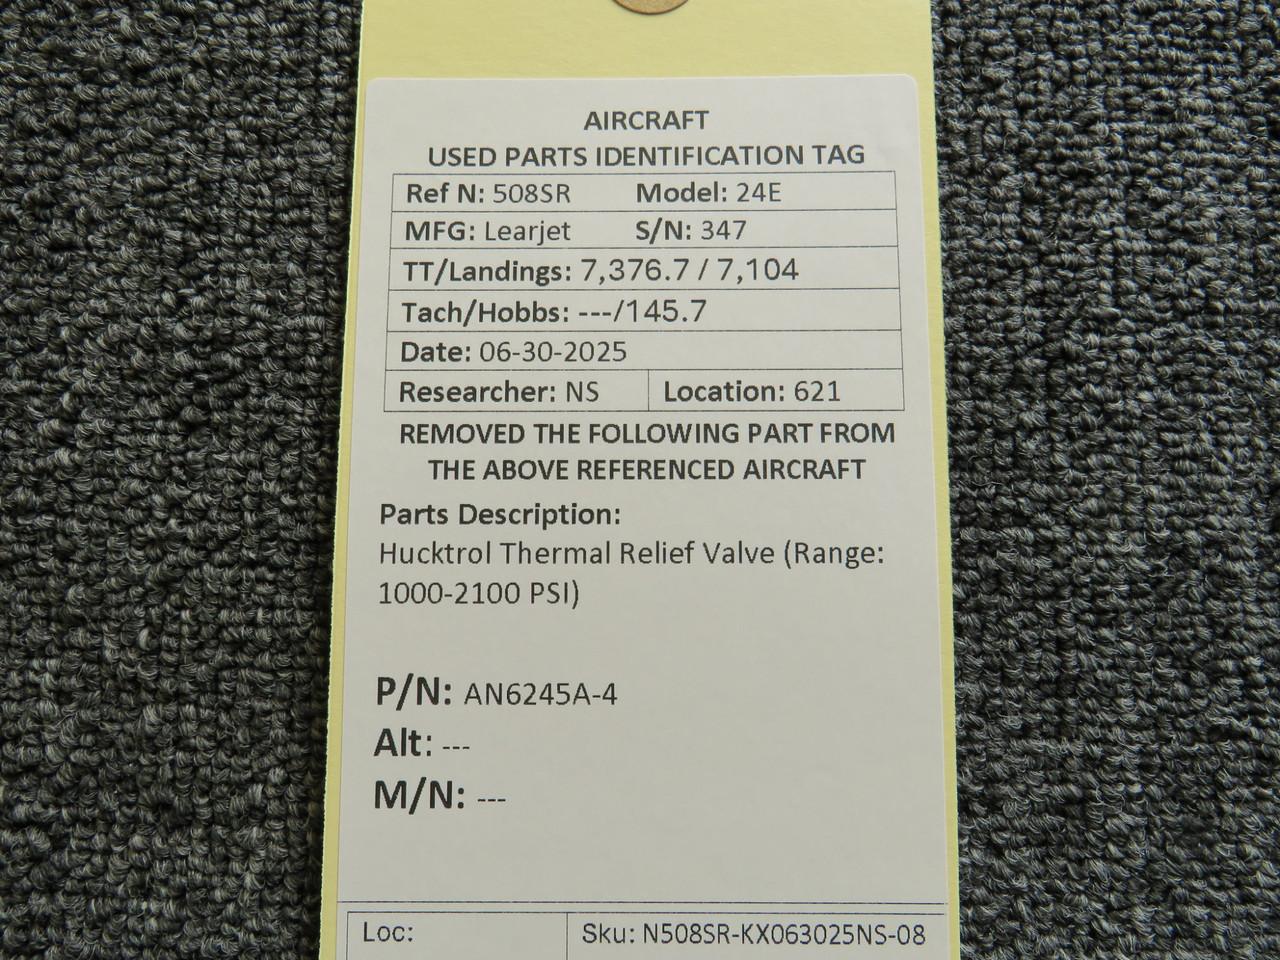 AIRCRAFT
USED PARTS IDENTIFICATION TAG
Ref N: 508SR Model: 24E
MFG: Learjet S/N: 347
TT/Landings: 7,376.7 / 7,104
Tach/Hobbs: ---/145.7
Date: 06-30-2025
Researcher: NS Location: 621
REMOVED THE FOLLOWING PART FROM
THE ABOVE REFERENCED AIRCRAFT
Parts Description:
Hucktrol Thermal Relief Valve (Range:
1000-2100 PSI)
P/N: AN6245A-4
Alt: ---
M/N: ---
Loc: Sku: N508SR-KX063025NS-08